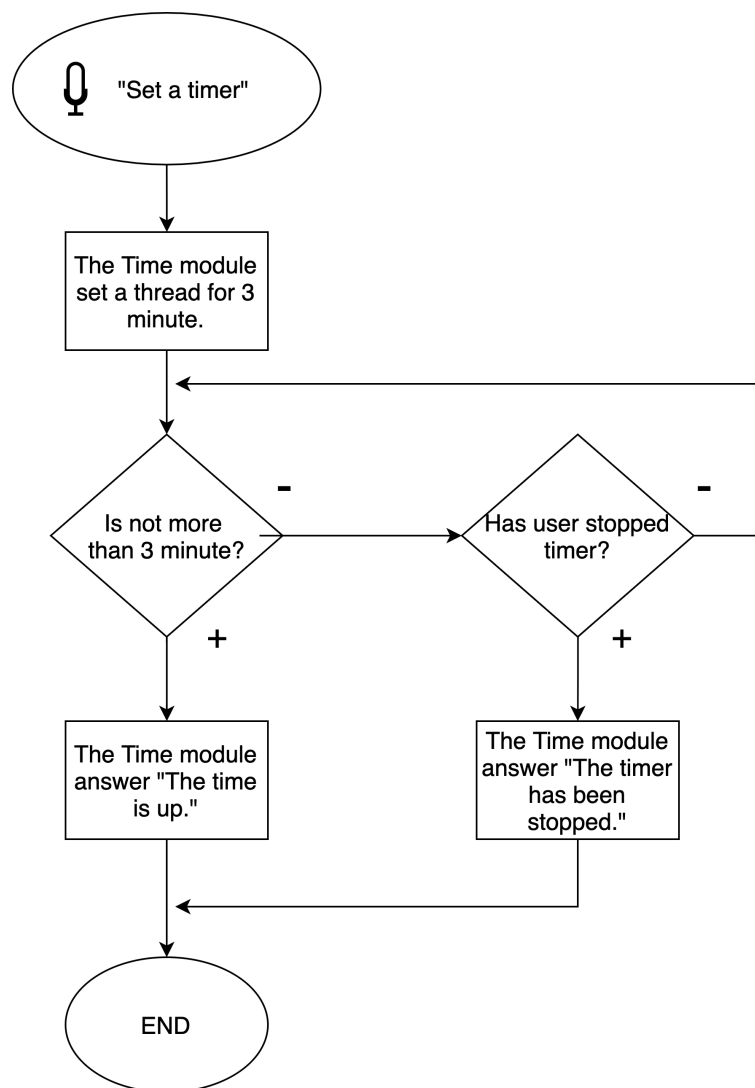 "Set a timer"
The Time module
set a thread for 3
minute.
-
-
Is not more
than 3 minute?
Has user stopped
timer?
+
+
The Time module
answer "The time
is up."
The Time module
answer "The timer
has been
stopped."
END